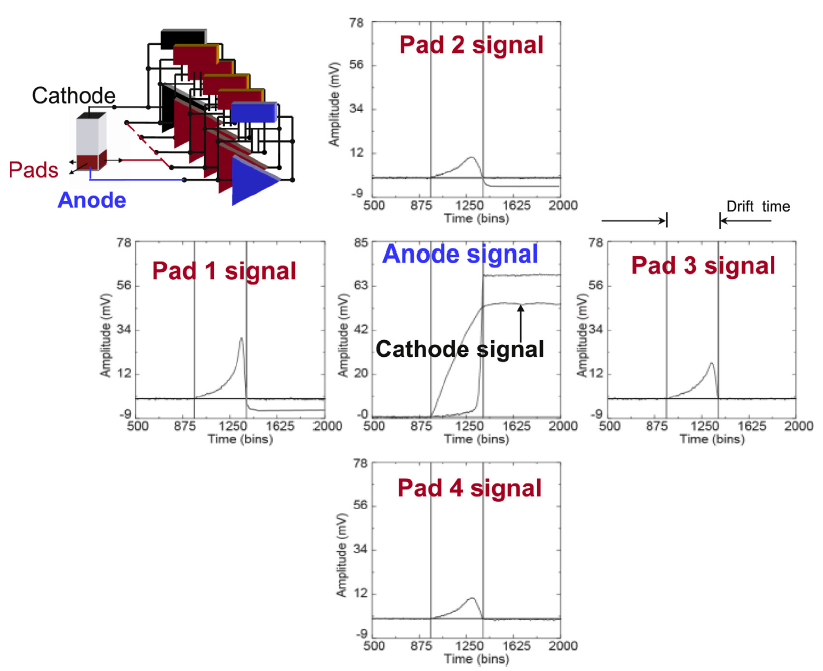 Cathode
Pads
Anode
Pad 2 signal
Amplitude (mV)
78
56
34
12
-9
500 875 1250 1625 2000
Time (bins)
Drift time
Pad 1 signal
Amplitude (mV)
78
56
34
12
-9
500 875 1250 1625 2000
Time (bins)
Anode signal
Cathode signal
Amplitude (mV)
85
63
42
20
-0
500 875 1250 1625 2000
Time (bins)
Pad 3 signal
Amplitude (mV)
78
56
34
12
-9
500 875 1250 1625 2000
Time (bins)
Pad 4 signal
Amplitude (mV)
78
56
34
12
-9
500 875 1250 1625 2000
Time (bins)